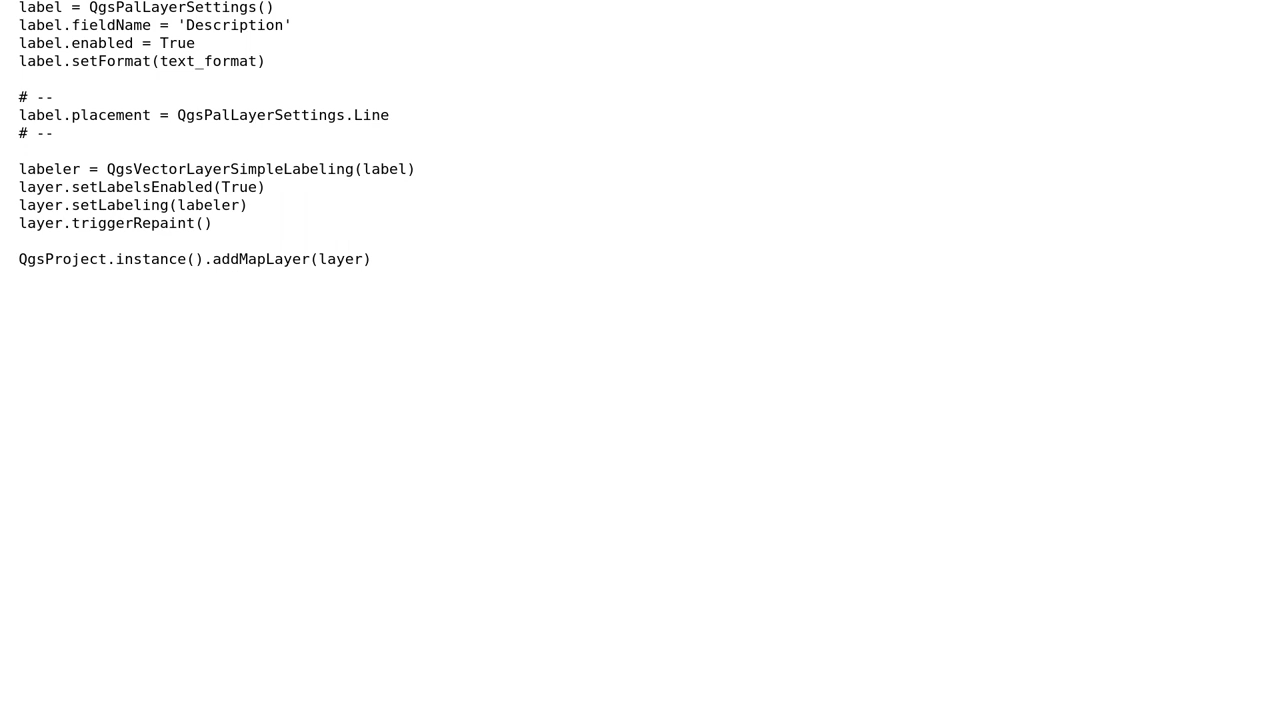 label = QgsPalLayerSettings()
label.fieldName = 'Description'
label.enabled = True
label.setFormat(text_format)
# --
label.placement = QgsPalLayerSettings.Line
# --
labeler = QgsVectorLayerSimpleLabeling(label)
layer.setLabelsEnabled(True)
layer.setLabeling(labeler)
layer.triggerRepaint()
QgsProject.instance().addMapLayer(layer)